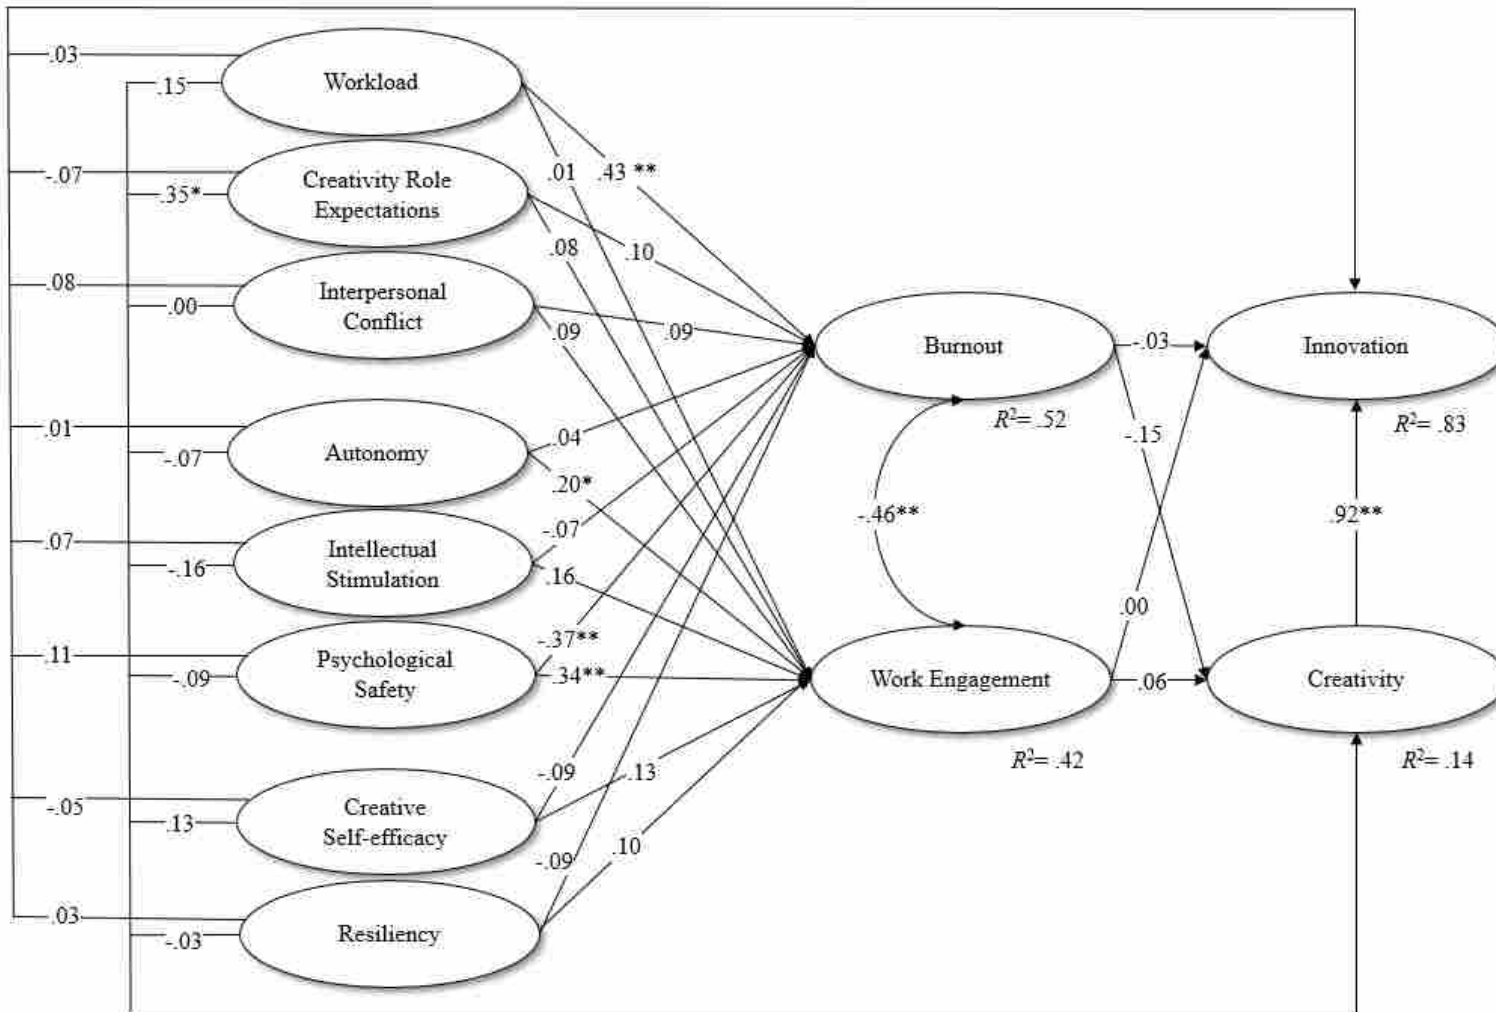 .03
.15
Workload
-.07
.35*
Creativity Role
Expectations
.08
.00
Interpersonal
Conflict
.01
-.07
Autonomy
.07
-.16
Intellectual
Stimulation
.11
-.09
Psychological
Safety
-.05
.13
Creative
Self-efficacy
.03
-.03
Resiliency
.01
.43 **
.08
.10
.09
.09
.04
.20*
-.07
.16
-.37**
.34**
-.09
.13
-.09
.10
Burnout
R²= .52
-.46**
Work Engagement
R²= .42
-.03
-.15
.00
.06
Innovation
R²= .83
.92**
Creativity
R²= .14